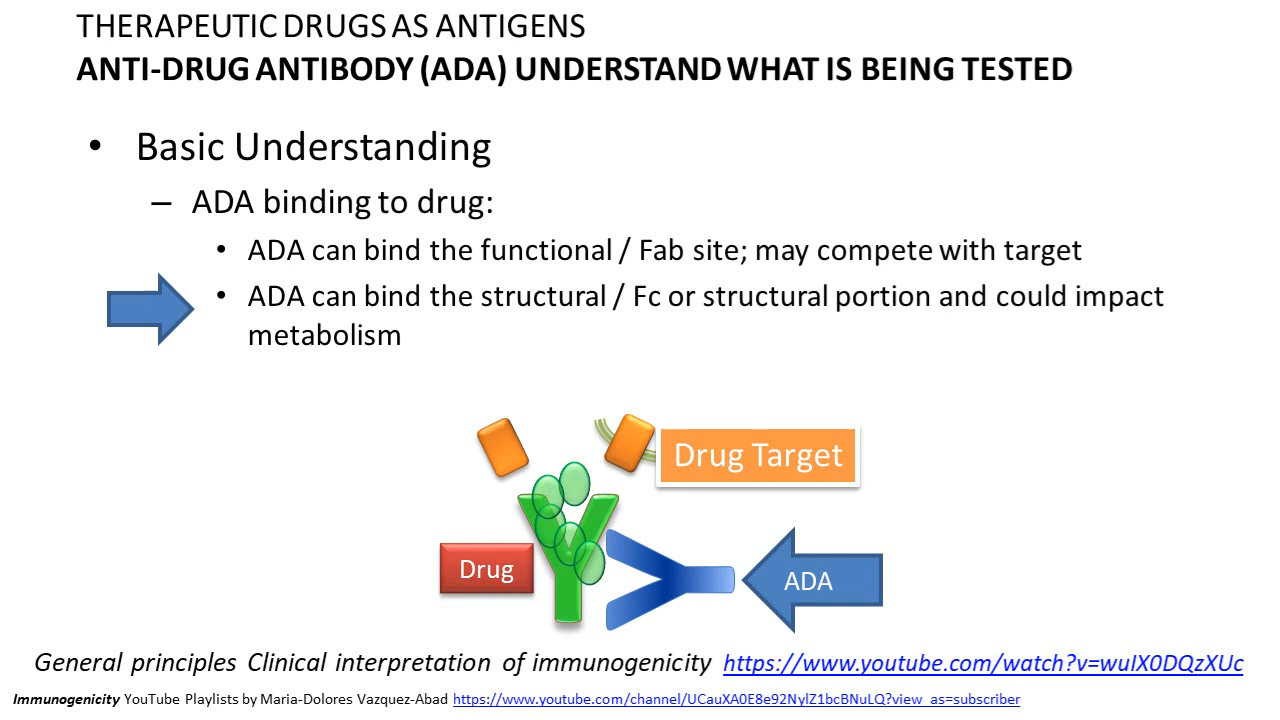 THERAPEUTIC DRUGS AS ANTIGENS
ANTI-DRUG ANTIBODY (ADA) UNDERSTAND WHAT IS BEING TESTED
• Basic Understanding
– ADA binding to drug:
• ADA can bind the functional / Fab site; may compete with target
• ADA can bind the structural / Fc or structural portion and could impact
metabolism
Drug Target
Drug
ADA
General principles Clinical interpretation of immunogenicity https://www.youtube.com/watch?v=wuIX0DQzXUc
Immunogenicity YouTube Playlists by Maria-Dolores Vazquez-Abad https://www.youtube.com/channel/UCauXA0E8e92NylZ1bcBNuLQ?view_as=subscriber